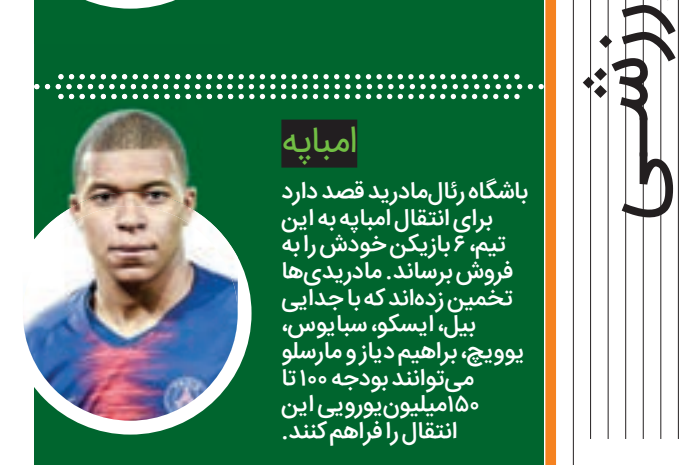 امباپه
باشگاه رئال‌مادرید قصد دارد
برای انتقال امباپه به این
تیم، ۶ بازیکن خودش را به
فروش برساند. مادریدی‌ها
تخمین زده‌اند که با جدایی
بیل، ایسکو، سبایوس،
یوویچ، براهیم دیاز و مارسلو
می‌توانند بودجه ۱۰۰ تا
۱۵۰میلیون‌یورویی این
انتقال را فراهم کنند.